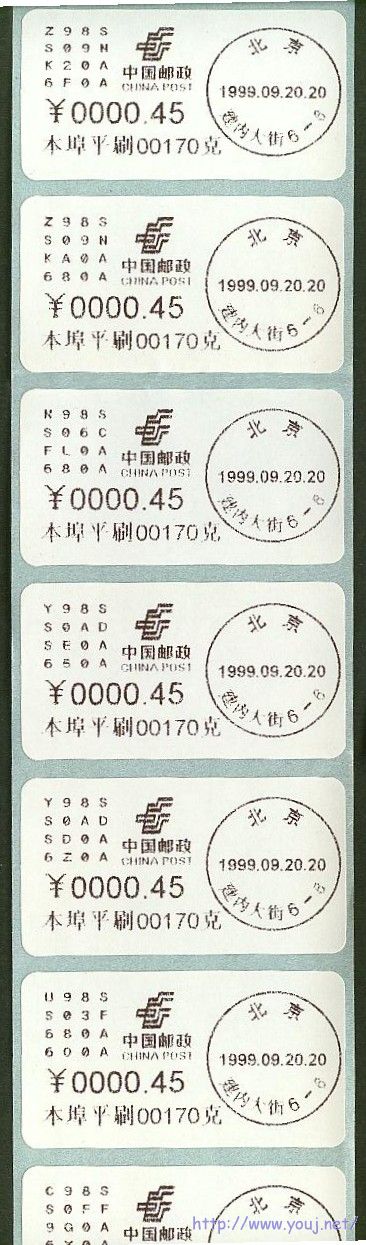 Z 9 8 S
S 0 9 N
K 2 0 A
6 F 0 A
中国邮政
CHINA POST
¥0000.45
本埠平刷00170克
北京
1999.09.20.20
建内大街6-8
Z 9 8 S
S 0 9 N
K A 0 A
6 8 0 A
中国邮政
CHINA POST
¥0000.45
本埠平刷00170克
北京
1999.09.20.20
建内大街6-8
N 9 8 S
S 0 6 C
F L 0 A
6 8 0 A
中国邮政
CHINA POST
¥0000.45
本埠平刷00170克
北京
1999.09.20.20
建内大街6-8
Y 9 8 S
S 0 A D
S E 0 A
6 5 0 A
中国邮政
CHINA POST
¥0000.45
本埠平刷00170克
北京
1999.09.20.20
建内大街6-8
Y 9 8 S
S 0 A D
S D 0 A
6 Z 0 A
中国邮政
CHINA POST
¥0000.45
本埠平刷00170克
北京
1999.09.20.20
建内大街6-8
U 9 8 S
S 0 3 F
6 8 0 A
6 0 0 A
中国邮政
CHINA POST
¥0000.45
本埠平刷00170克
北京
1999.09.20.20
建内大街6-8
C 9 8 S
S 0 F F
9 G 0 A
中国邮政
北京
http://www.youj.net/